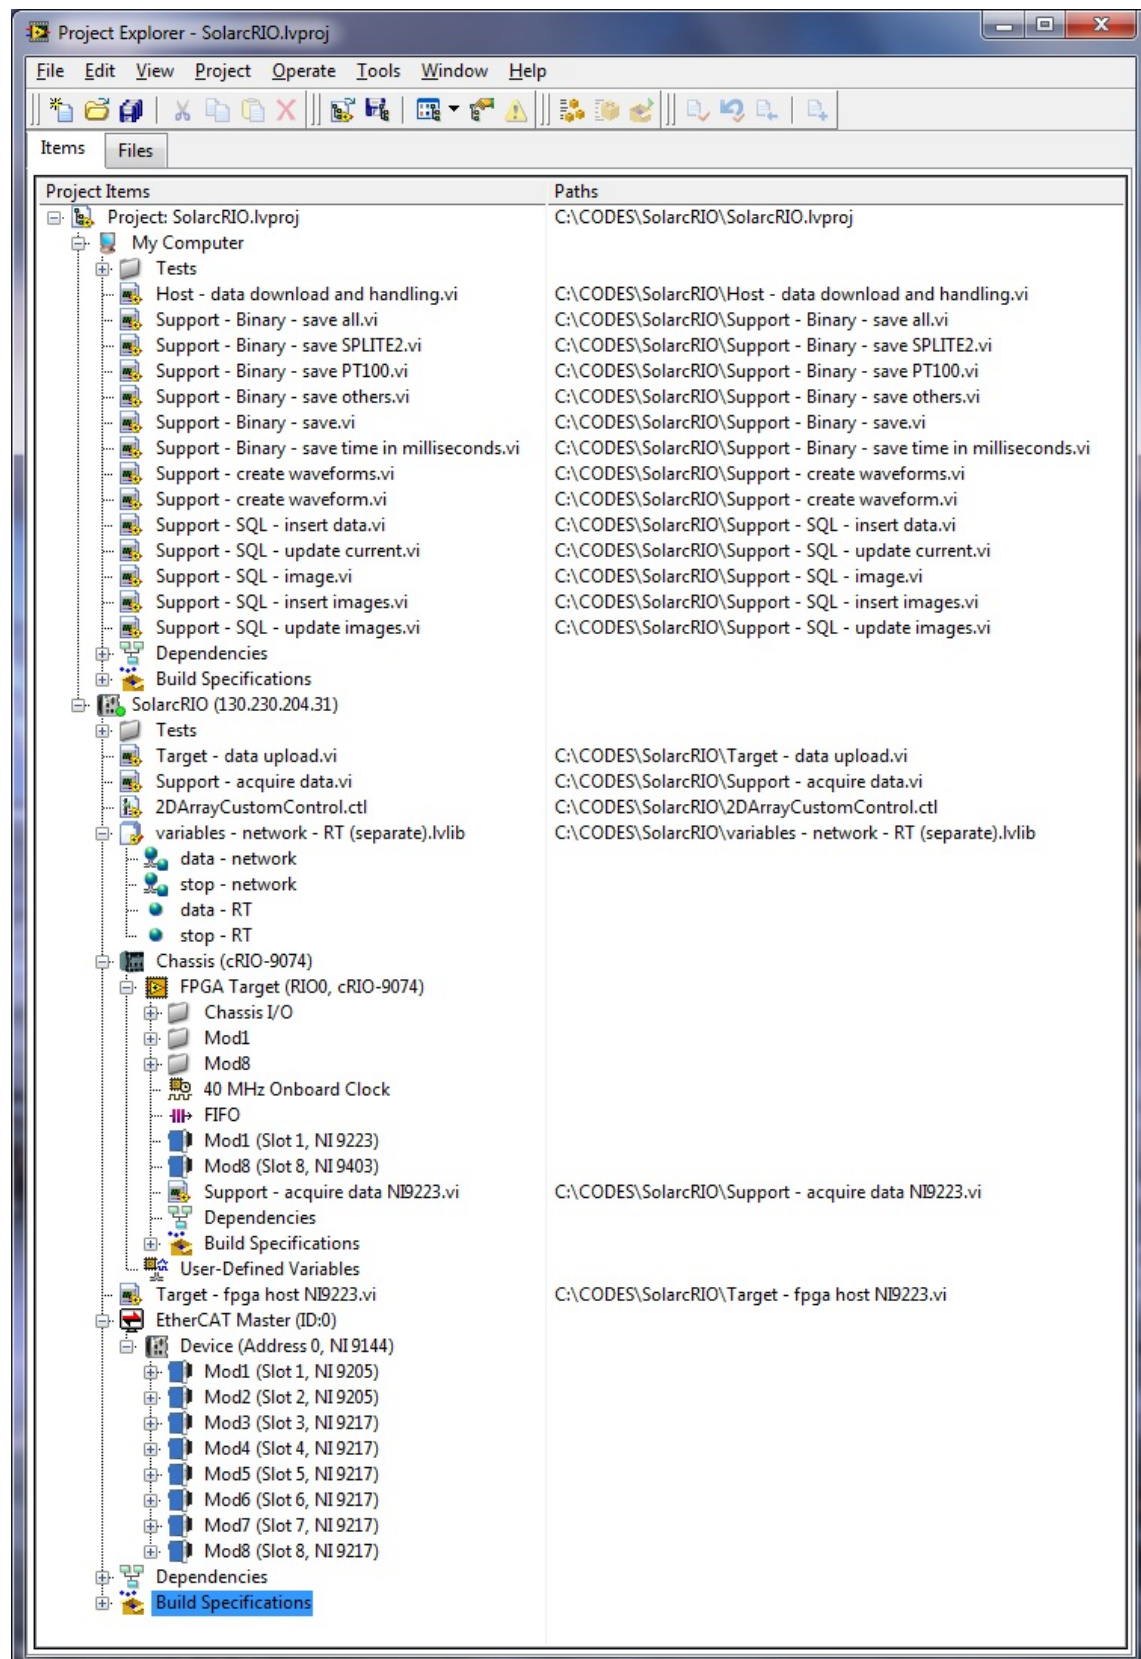 Project Explorer - SolarcRIO.lvproj
File Edit View Project Operate Tools Window Help
Items Files
Project Items Paths
Project: SolarcRIO.lvproj C:\CODES\SolarcRIO\SolarcRIO.lvproj
My Computer
Tests
Host - data download and handling.vi C:\CODES\SolarcRIO\Host - data download and handling.vi
Support - Binary - save all.vi C:\CODES\SolarcRIO\Support - Binary - save all.vi
Support - Binary - save SPLITE2.vi C:\CODES\SolarcRIO\Support - Binary - save SPLITE2.vi
Support - Binary - save PT100.vi C:\CODES\SolarcRIO\Support - Binary - save PT100.vi
Support - Binary - save others.vi C:\CODES\SolarcRIO\Support - Binary - save others.vi
Support - Binary - save.vi C:\CODES\SolarcRIO\Support - Binary - save.vi
Support - Binary - save time in milliseconds.vi C:\CODES\SolarcRIO\Support - Binary - save time in milliseconds.vi
Support - create waveforms.vi C:\CODES\SolarcRIO\Support - create waveforms.vi
Support - create waveform.vi C:\CODES\SolarcRIO\Support - create waveform.vi
Support - SQL - insert data.vi C:\CODES\SolarcRIO\Support - SQL - insert data.vi
Support - SQL - update current.vi C:\CODES\SolarcRIO\Support - SQL - update current.vi
Support - SQL - image.vi C:\CODES\SolarcRIO\Support - SQL - image.vi
Support - SQL - insert images.vi C:\CODES\SolarcRIO\Support - SQL - insert images.vi
Support - SQL - update images.vi C:\CODES\SolarcRIO\Support - SQL - update images.vi
Dependencies
Build Specifications
SolarcRIO (130.230.204.31)
Tests
Target - data upload.vi C:\CODES\SolarcRIO\Target - data upload.vi
Support - acquire data.vi C:\CODES\SolarcRIO\Support - acquire data.vi
2DArrayCustomControl.ctl C:\CODES\SolarcRIO\2DArrayCustomControl.ctl
variables - network - RT (separate).lvlib C:\CODES\SolarcRIO\variables - network - RT (separate).lvlib
data - network
stop - network
data - RT
stop - RT
Chassis (cRIO-9074)
FPGA Target (RIO0, cRIO-9074)
Chassis I/O
Mod1
Mod8
40 MHz Onboard Clock
FIFO
Mod1 (Slot 1, NI 9223)
Mod8 (Slot 8, NI 9403)
Support - acquire data NI9223.vi C:\CODES\SolarcRIO\Support - acquire data NI9223.vi
Dependencies
Build Specifications
User-Defined Variables
Target - fpga host NI9223.vi C:\CODES\SolarcRIO\Target - fpga host NI9223.vi
EtherCAT Master (ID:0)
Device (Address 0, NI 9144)
Mod1 (Slot 1, NI 9205)
Mod2 (Slot 2, NI 9205)
Mod3 (Slot 3, NI 9217)
Mod4 (Slot 4, NI 9217)
Mod5 (Slot 5, NI 9217)
Mod6 (Slot 6, NI 9217)
Mod7 (Slot 7, NI 9217)
Mod8 (Slot 8, NI 9217)
Dependencies
Build Specifications